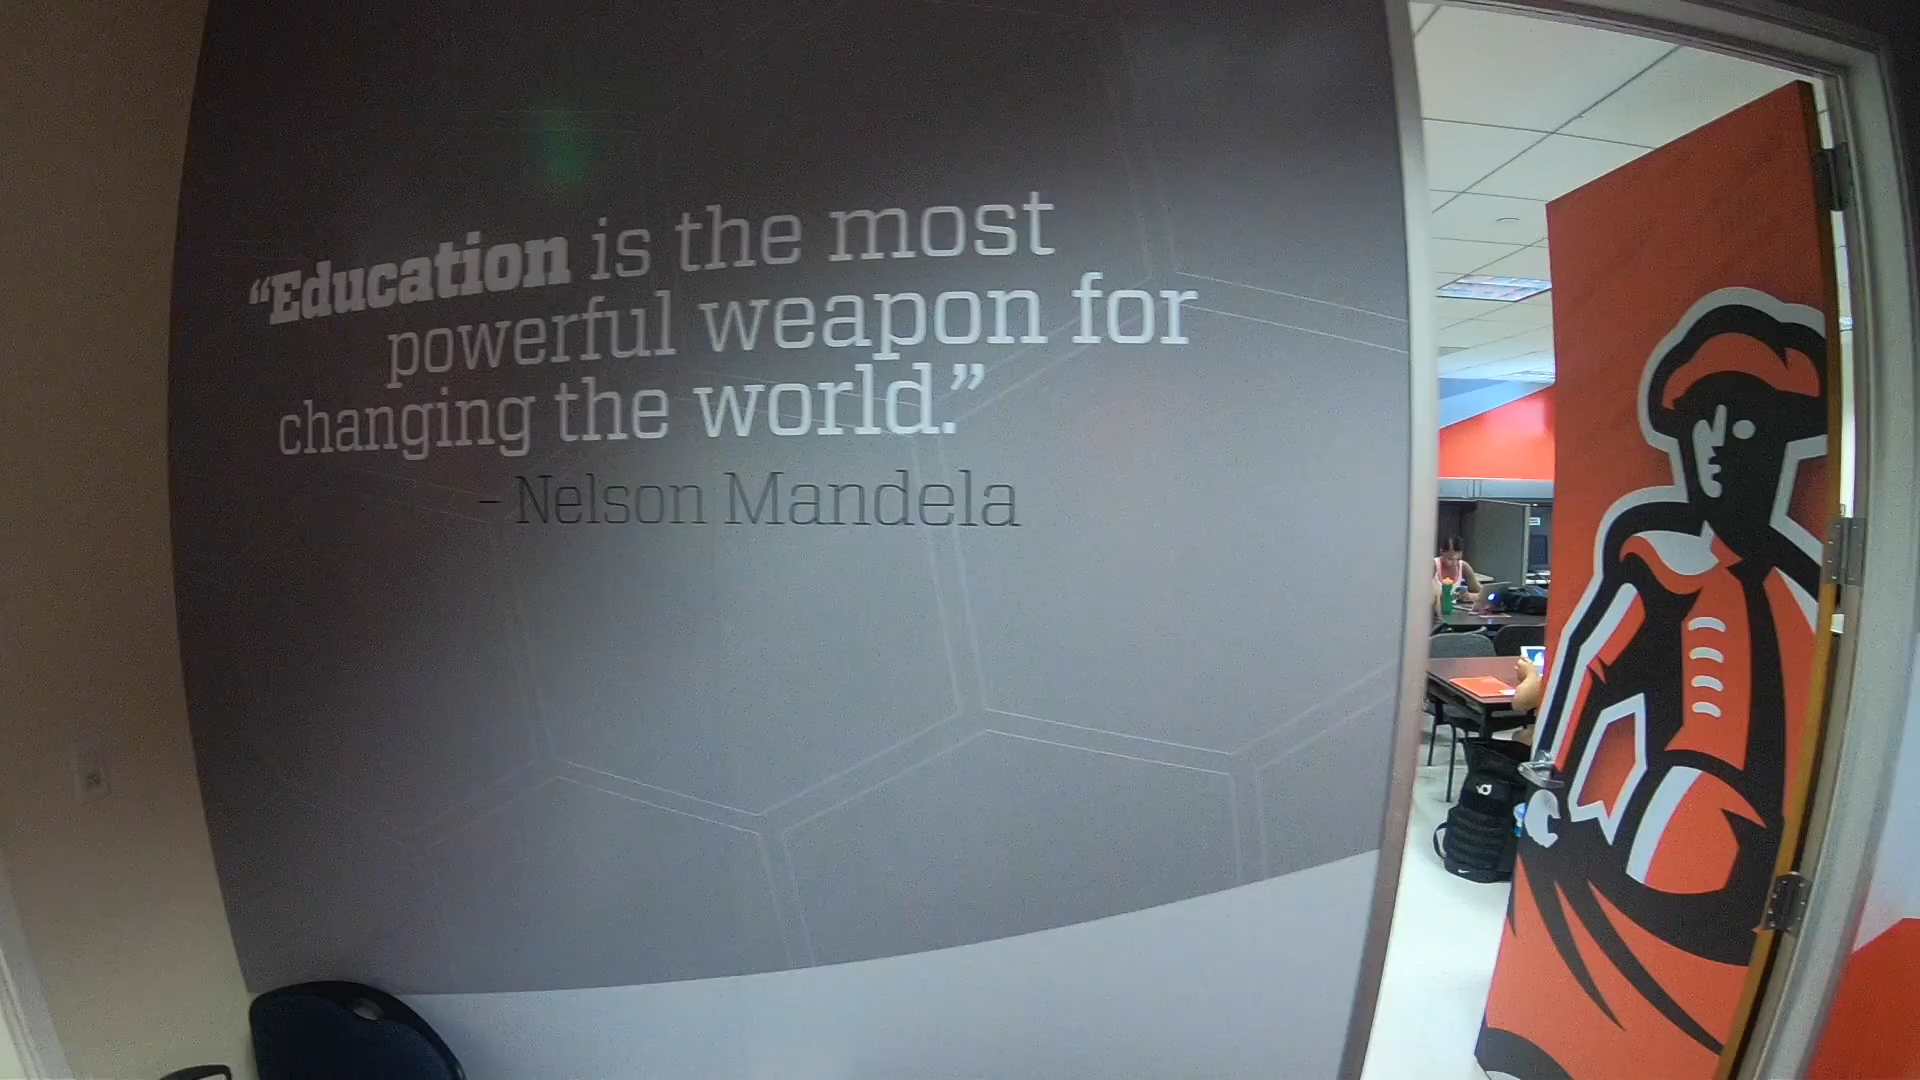 “Education is the most
powerful weapon for
changing the world.”
– Nelson Mandela